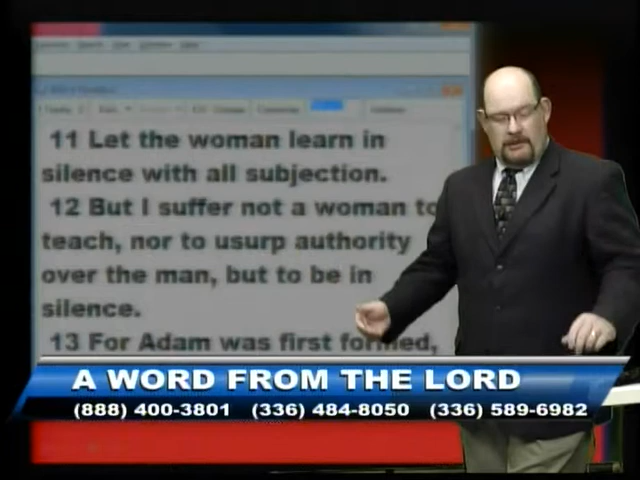 11 Let the woman learn in
silence with all subjection.
12 But I suffer not a woman to
teach, nor to usurp authority
over the man, but to be in
silence.
13 For Adam was first formed,
A WORD FROM THE LORD
(888) 400-3801 (336) 484-8050 (336) 589-6982